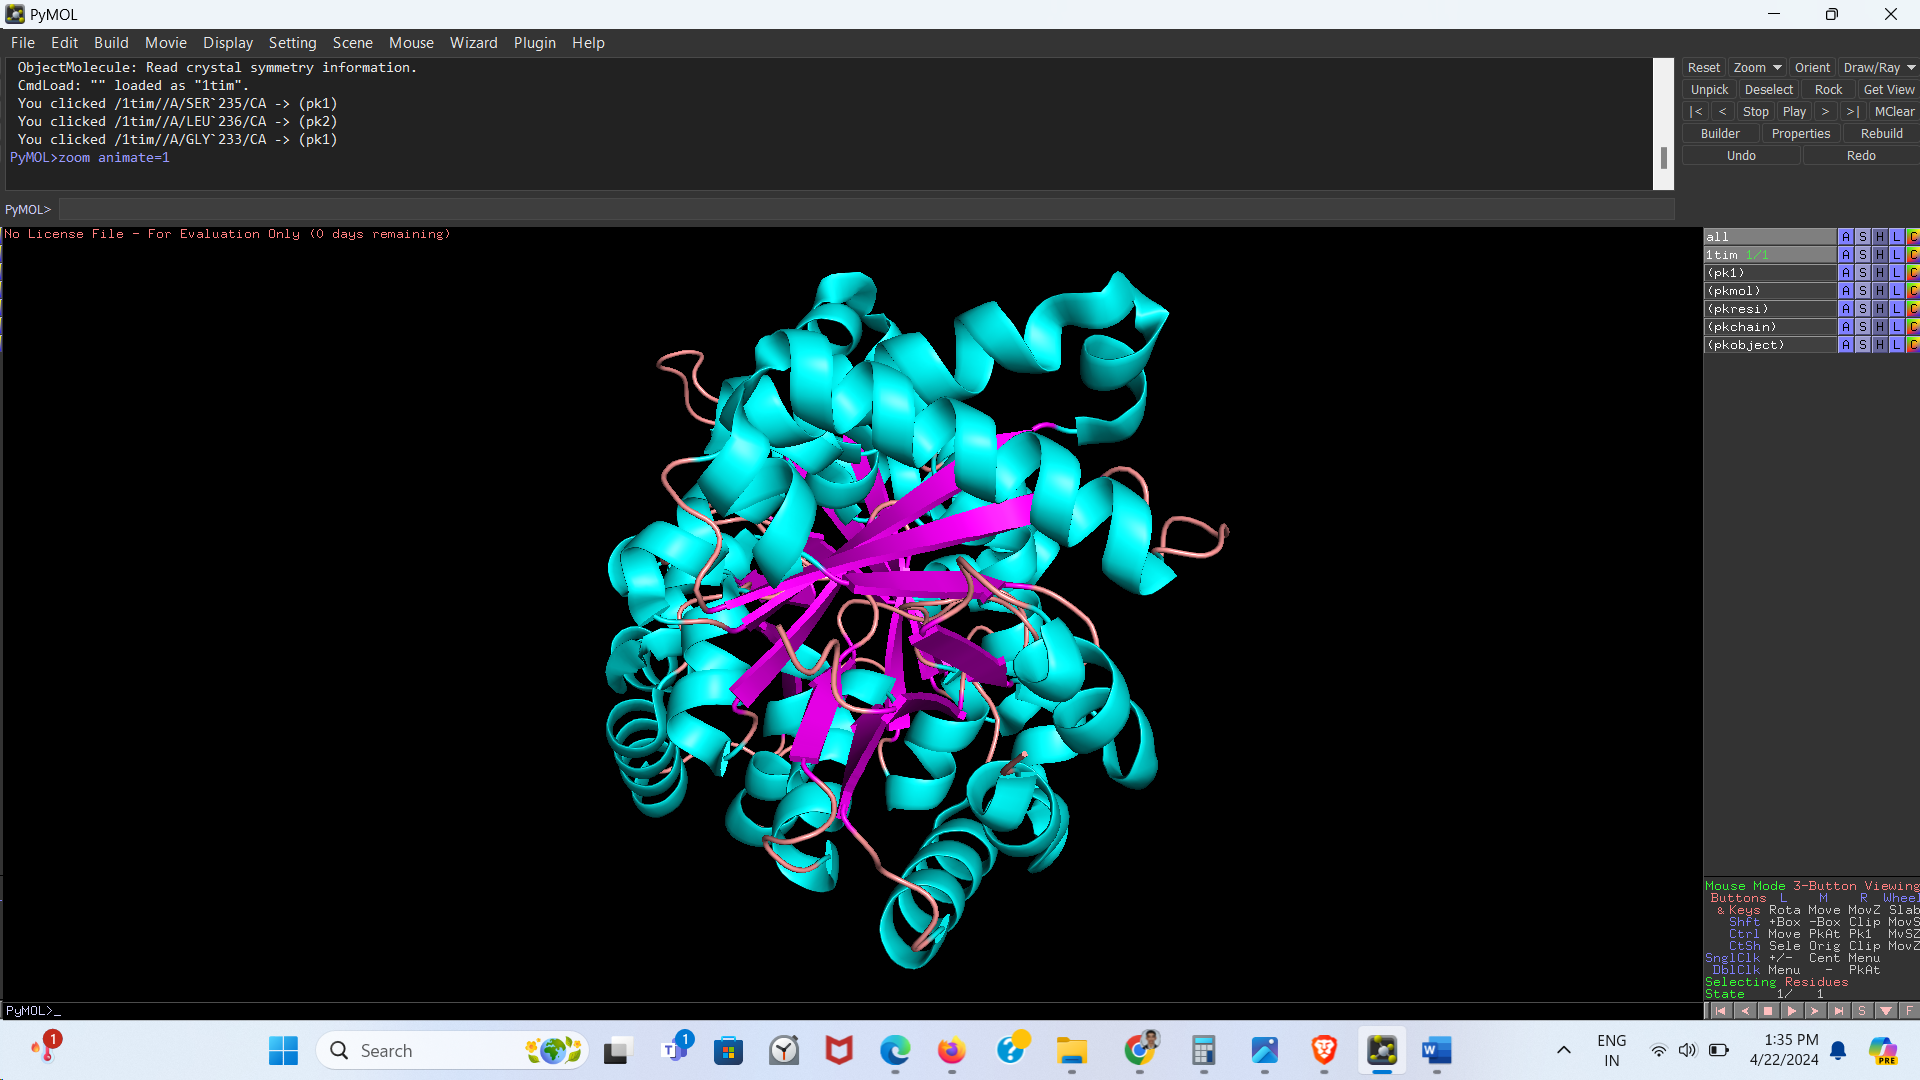 PyMOL
File Edit Build Movie Display Setting Scene Mouse Wizard Plugin Help
ObjectMolecule: Read crystal symmetry information.
CmdLoad: "" loaded as "1tim".
You clicked /1tim//A/SER`235/CA -> (pk1)
You clicked /1tim//A/LEU`236/CA -> (pk2)
You clicked /1tim//A/GLY`233/CA -> (pk1)
PyMOL>zoom animate=1
PyMOL>
Reset Zoom Orient Draw/Ray
Unpick Deselect Rock Get View
|< < Stop Play > >| MClear
Builder Properties Rebuild
Undo Redo
No License File - For Evaluation Only (0 days remaining)
all A S H L C
1tim 1/1 A S H L C
(pk1) A S H L C
(pkmol) A S H L C
(pkresi) A S H L C
(pkchain) A S H L C
(pkobject) A S H L C
Mouse Mode 3-Button Viewing
Buttons L M R Wheel
& Keys Rota Move MovZ Slab
Shft +Box -Box Clip MovS
Ctrl Move PkAt Pk1 MvSZ
CtSh Sele Orig Clip MovZ
SnglClk +/- Cent Menu
DblClk Menu - PkAt
Selecting Residues
State 1/ 1
S F
PyMOL>_
1
Search
1
ENG
IN
1:35 PM
4/22/2024
PRE